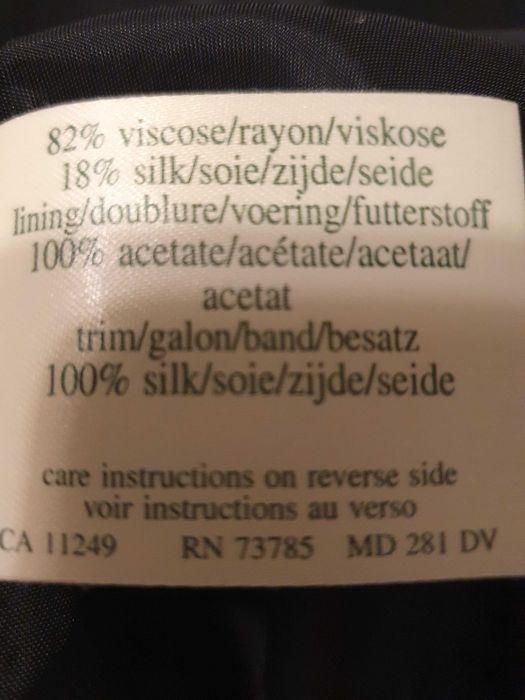 82% viscose/rayon/viskose
18% silk/soie/zijde/seide
lining/doublure/voering/futterstoff
100% acetate/acétate/acetaat/
acetat
trim/galon/band/besatz
100% silk/soie/zijde/seide
care instructions on reverse side
voir instructions au verso
CA 11249 RN 73785 MD 281 DV